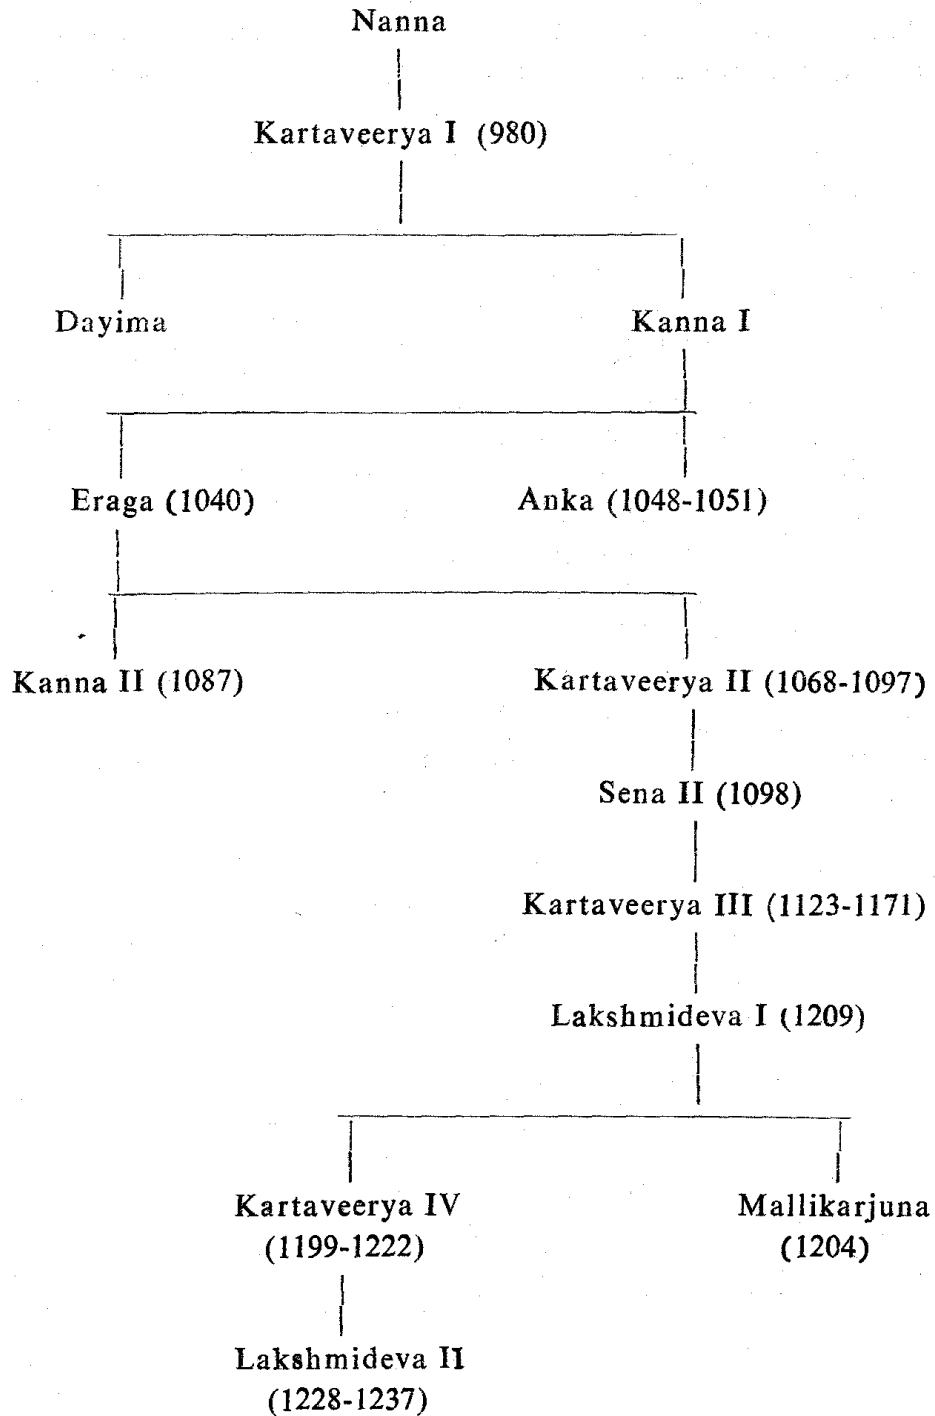 Nanna
Kartaveerya I (980)
Dayima
Kanna I
Eraga (1040)
Anka (1048-1051)
Kanna II (1087)
Kartaveerya II (1068-1097)
Sena II (1098)
Kartaveerya III (1123-1171)
Lakshmideva I (1209)
Kartaveerya IV
(1199-1222)
Mallikarjuna
(1204)
Lakshmideva II
(1228-1237)